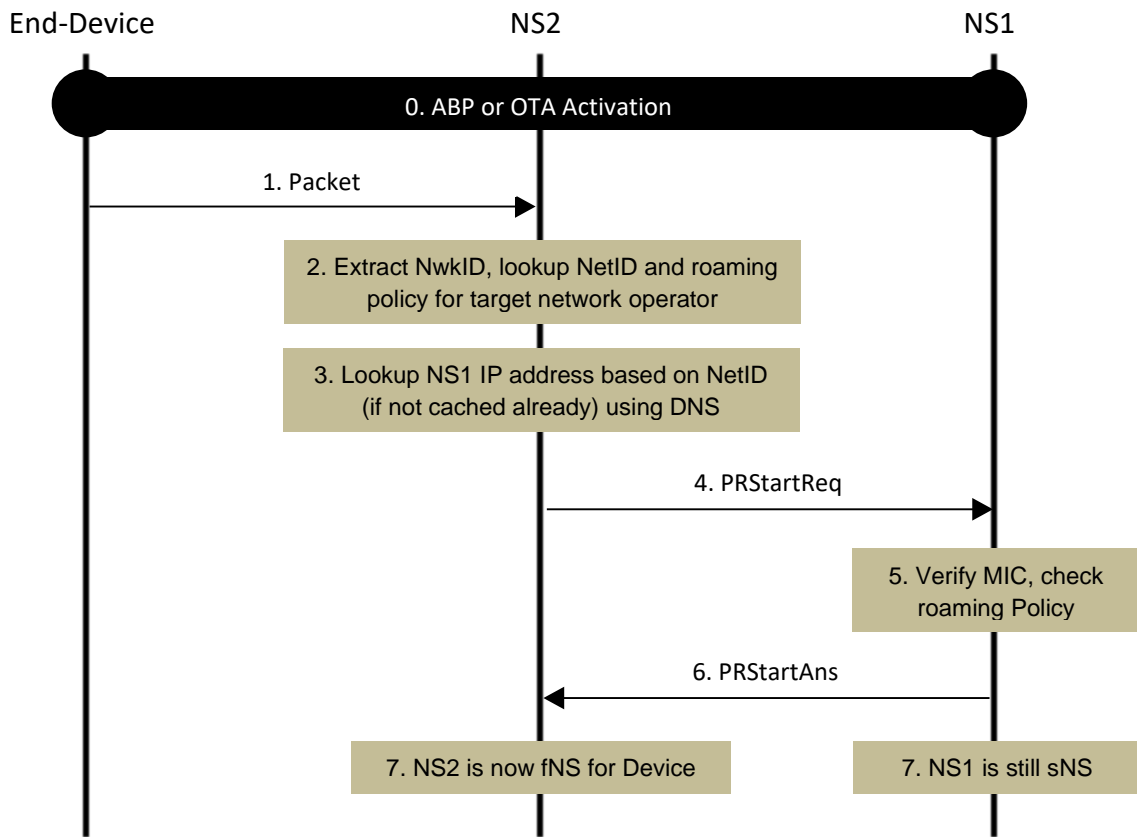 End-Device NS2 NS1
0. ABP or OTA Activation
1. Packet
2. Extract NwkID, lookup NetID and roaming
policy for target network operator
3. Lookup NS1 IP address based on NetID
(if not cached already) using DNS
4. PRStartReq
5. Verify MIC, check
roaming Policy
6. PRStartAns
7. NS2 is now fNS for Device
7. NS1 is still sNS